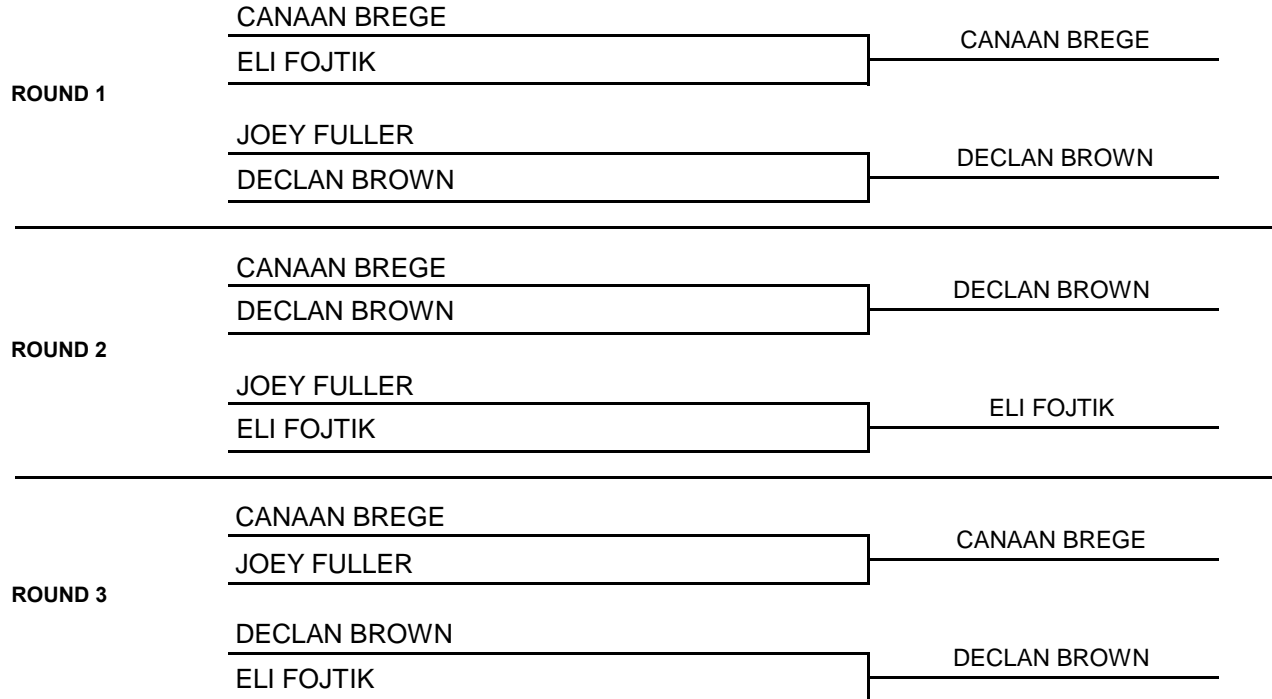 CANAAN BREGE
CANAAN BREGE
ELI FOJTIK
ROUND 1
JOEY FULLER
DECLAN BROWN
DECLAN BROWN
CANAAN BREGE
DECLAN BROWN
DECLAN BROWN
ROUND 2
JOEY FULLER
ELI FOJTIK
ELI FOJTIK
CANAAN BREGE
CANAAN BREGE
JOEY FULLER
ROUND 3
DECLAN BROWN
DECLAN BROWN
ELI FOJTIK